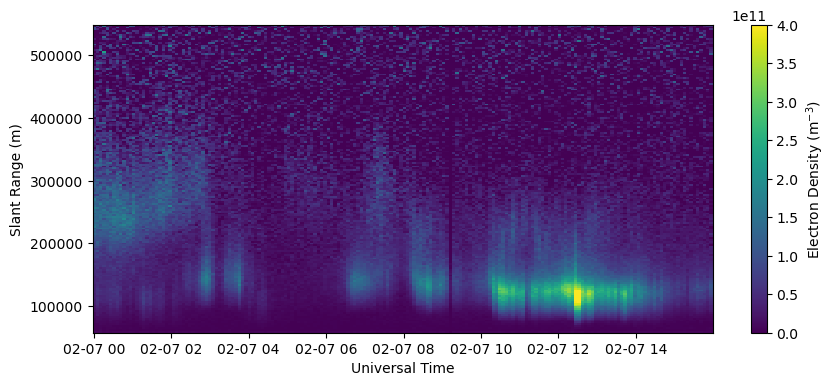 1e11
500000
400000
300000
200000
100000
Slant Range (m)
02-07 00 02-07 02 02-07 04 02-07 06 02-07 08 02-07 10 02-07 12 02-07 14
Universal Time
4.0
3.5
3.0
2.5
2.0
1.5
1.0
0.5
0.0
Electron Density (m⁻³)